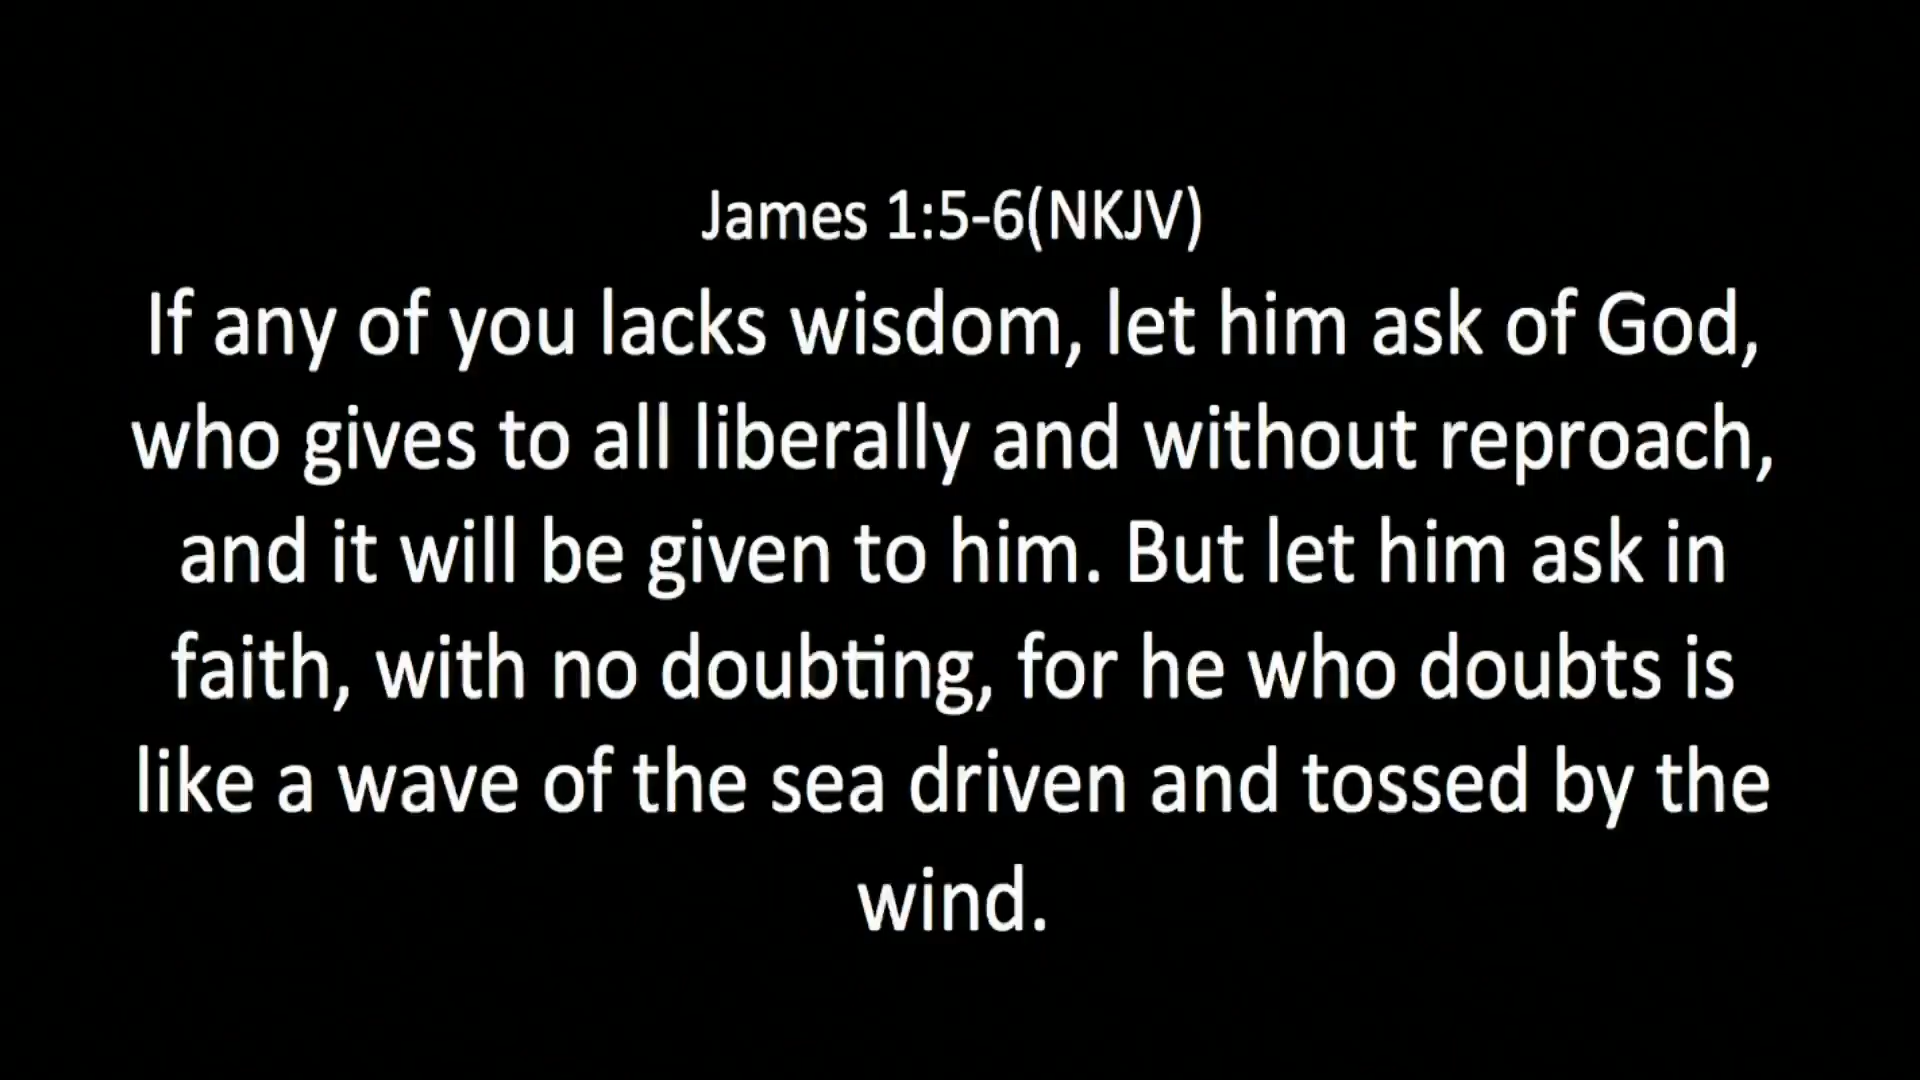 James 1:5-6(NKJV)
If any of you lacks wisdom, let him ask of God,
who gives to all liberally and without reproach,
and it will be given to him. But let him ask in
faith, with no doubting, for he who doubts is
like a wave of the sea driven and tossed by the
wind.